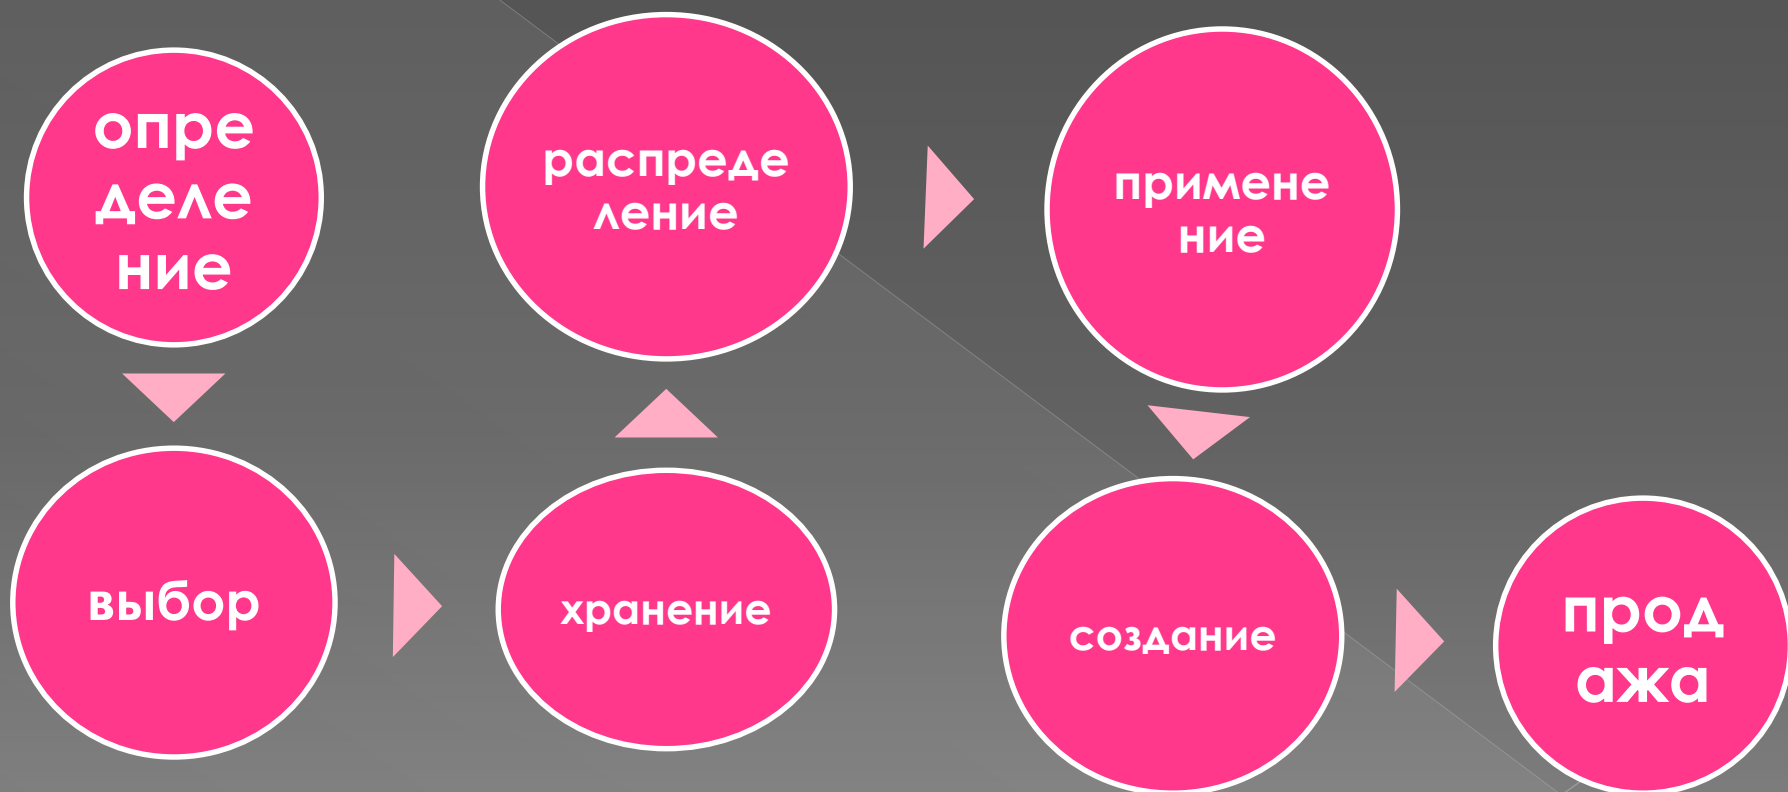 опре
деле
ние
выбор
хранение
распреде
ление
примене
ние
создание
прод
ажа